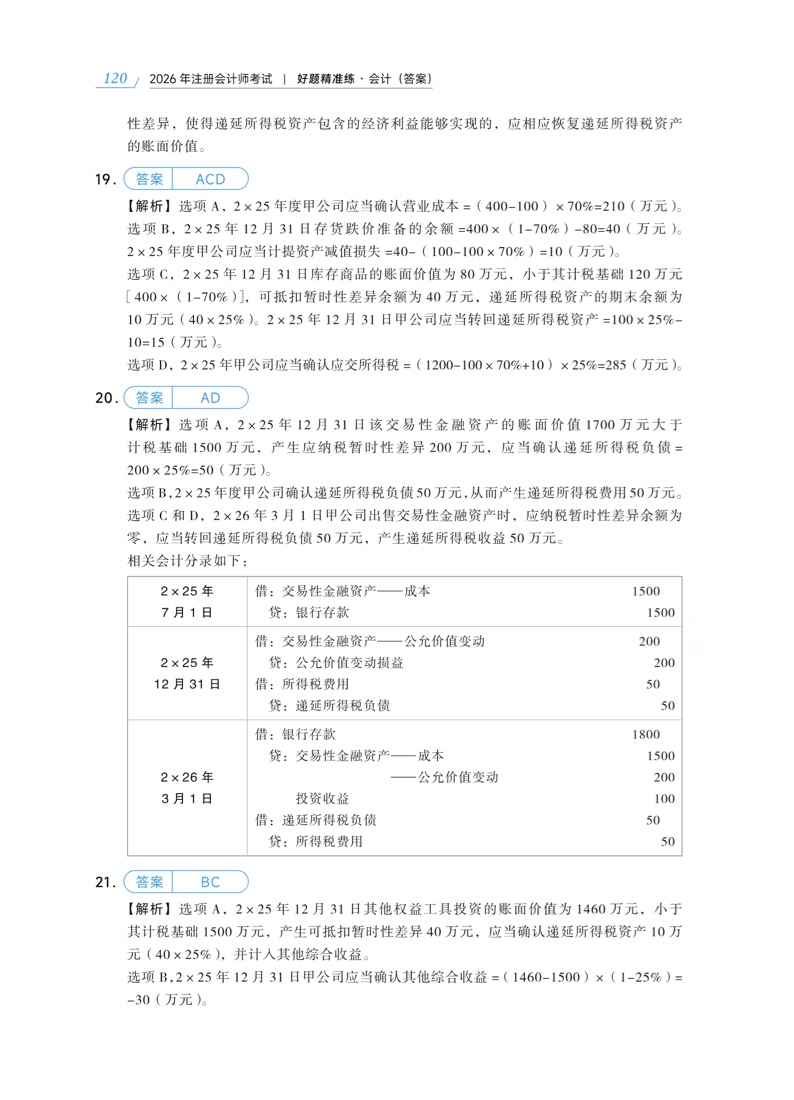 120 2026 年注册会计师考试 | 好题精准练·会计（答案）
性差异，使得递延所得税资产包含的经济利益能够实现的，应相应恢复递延所得税资产
的账面价值。
19. 答案 ACD
【解析】选项 A，2×25 年度甲公司应当确认营业成本 =（400-100）×70%=210（万元）。
选项 B，2×25 年 12 月 31 日存货跌价准备的余额 =400×（1-70%）-80=40（万元）。
2×25 年度甲公司应当计提资产减值损失 =40-（100-100×70%）=10（万元）。
选项 C，2×25 年 12 月 31 日库存商品的账面价值为 80 万元，小于其计税基础 120 万元
［400×（1-70%）］，可抵扣暂时性差异余额为 40 万元，递延所得税资产的期末余额为
10 万元（40×25%）。2×25 年 12 月 31 日甲公司应当转回递延所得税资产 =100×25%-
10=15（万元）。
选项 D，2×25 年甲公司应当确认应交所得税 =（1200-100×70%+10）×25%=285（万元）。
20. 答案 AD
【解析】选项 A，2×25 年 12 月 31 日该交易性金融资产的账面价值 1700 万元大于
计税基础 1500 万元，产生应纳税暂时性差异 200 万元，应当确认递延所得税负债 =
200×25%=50（万元）。
选项 B，2×25 年度甲公司确认递延所得税负债 50 万元，从而产生递延所得税费用 50 万元。
选项 C 和 D，2×26 年 3 月 1 日甲公司出售交易性金融资产时，应纳税暂时性差异余额为
零，应当转回递延所得税负债 50 万元，产生递延所得税收益 50 万元。
相关会计分录如下：
2×25 年
7 月 1 日
借：交易性金融资产——成本 1500
贷：银行存款 1500
2×25 年
12 月 31 日
借：交易性金融资产——公允价值变动 200
贷：公允价值变动损益 200
借：所得税费用 50
贷：递延所得税负债 50
2×26 年
3 月 1 日
借：银行存款 1800
贷：交易性金融资产——成本 1500
——公允价值变动 200
投资收益 100
借：递延所得税负债 50
贷：所得税费用 50
21. 答案 BC
【解析】选项 A，2×25 年 12 月 31 日其他权益工具投资的账面价值为 1460 万元，小于
其计税基础 1500 万元，产生可抵扣暂时性差异 40 万元，应当确认递延所得税资产 10 万
元（40×25%），并计入其他综合收益。
选项 B，2×25 年 12 月 31 日甲公司应当确认其他综合收益 =（1460-1500）×（1-25%）=
-30（万元）。